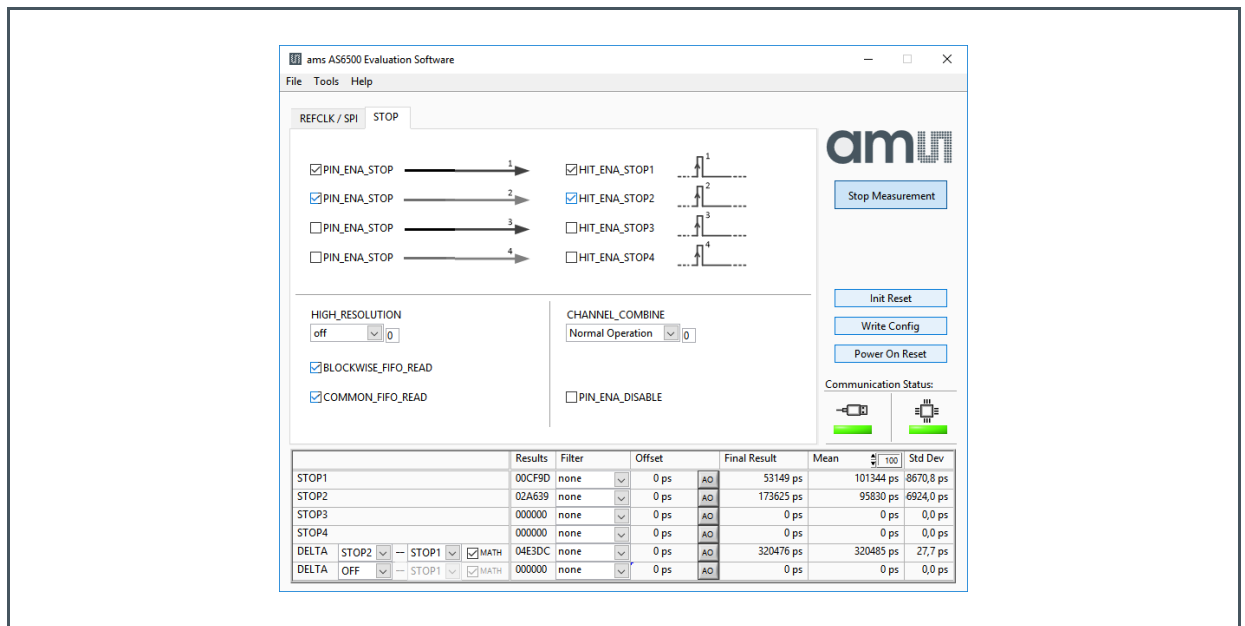 ams AS6500 Evaluation Software
File Tools Help
REFCLK / SPI STOP
am
PIN_ENA_STOP 1 HIT_ENA_STOP1 1
PIN_ENA_STOP 2 HIT_ENA_STOP2 2
Stop Measurement
PIN_ENA_STOP 3 HIT_ENA_STOP3 3
PIN_ENA_STOP 4 HIT_ENA_STOP4 4
Init Reset
HIGH_RESOLUTION CHANNEL_COMBINE
off 0 Normal Operation 0
Write Config
Power On Reset
BLOCKWISE_FIFO_READ
Communication Status:
COMMON_FIFO_READ PIN_ENA_DISABLE
Results Filter Offset Final Result Mean 100 Std Dev
STOP1 00CF9D none 0 ps AO 53149 ps 101344 ps 8670,8 ps
STOP2 02A639 none 0 ps AO 173625 ps 95830 ps 6924,0 ps
STOP3 000000 none 0 ps AO 0 ps 0 ps 0,0 ps
STOP4 000000 none 0 ps AO 0 ps 0 ps 0,0 ps
DELTA STOP2 — STOP1 MATH 04E3DC none 0 ps AO 320476 ps 320485 ps 27,7 ps
DELTA OFF — STOP1 MATH 000000 none 0 ps AO 0 ps 0 ps 0,0 ps